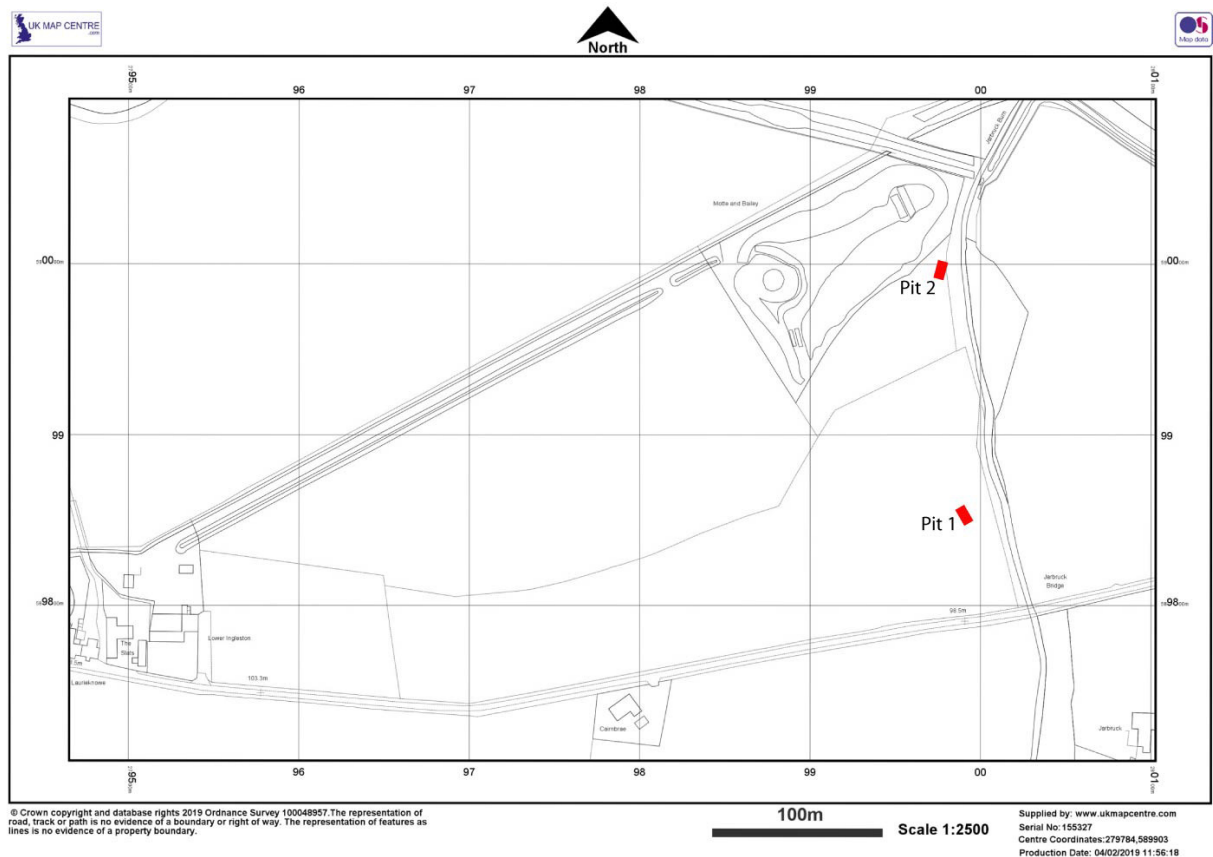 UK MAP CENTRE
.com
North
Map data
95
96
97
98
99
00
01
Jarbruck Burn
Motte and Bailey
00
00
Pit 2
99
99
Pit 1
Jarbruck
Bridge
98
98
98.5m
Lower Ingleston
The
103.3m
Laurieknowe
Cairnbrae
Jarbruck
95
96
97
98
99
00
01
© Crown copyright and database rights 2019 Ordnance Survey 100048957.The representation of
road, track or path is no evidence of a boundary or right of way. The representation of features as
lines is no evidence of a property boundary.
100m
Scale 1:2500
Supplied by: www.ukmapcentre.com
Serial No:155327
Centre Coordinates:279784,589903
Production Date: 04/02/2019 11:56:18